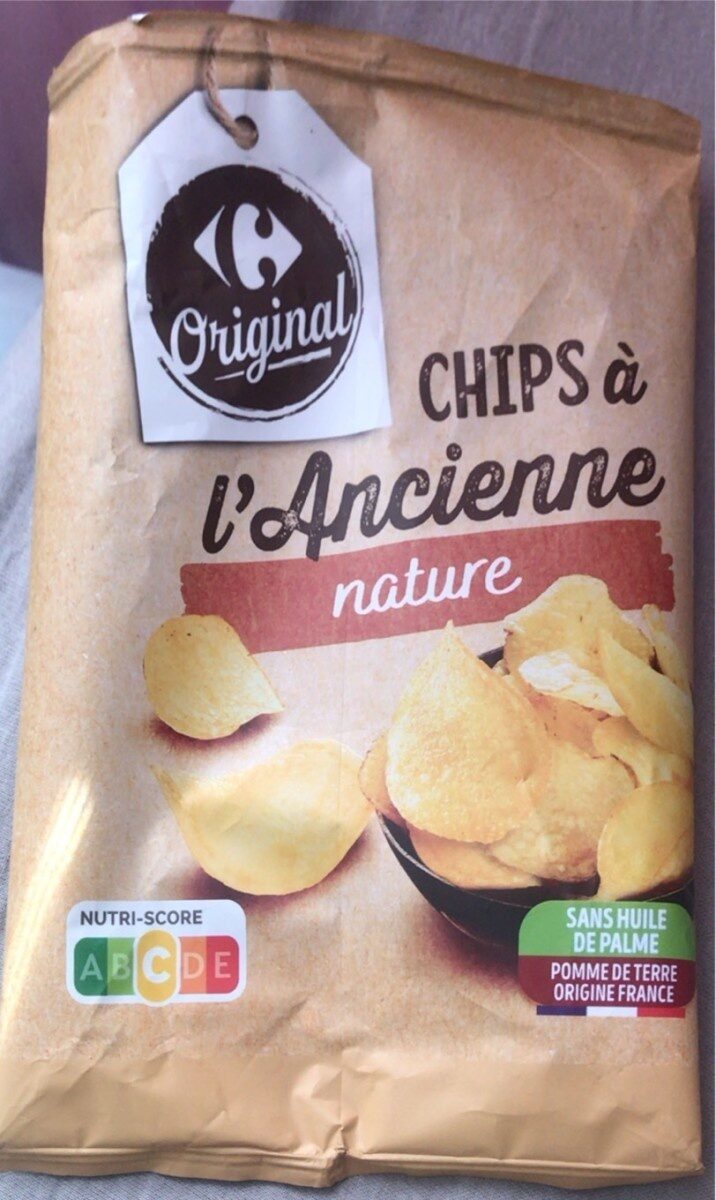 Original
CHIPS à
l'Ancienne
nature
NUTRI-SCORE
A B C D E
SANS HUILE
DE PALME
POMME DE TERRE
ORIGINE FRANCE